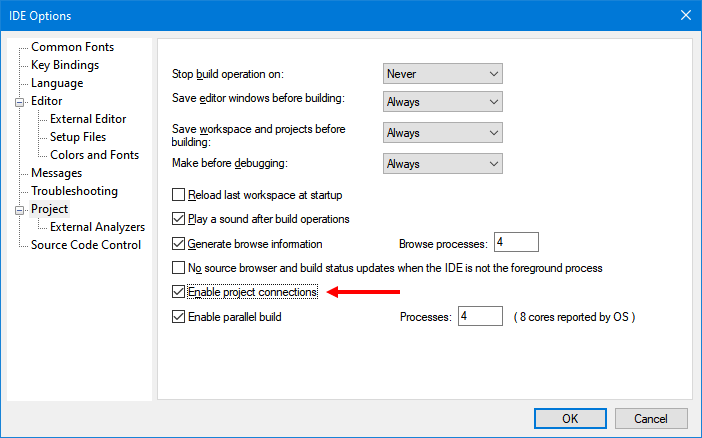 IDE Options
Common Fonts
Key Bindings
Language
Editor
External Editor
Setup Files
Colors and Fonts
Messages
Troubleshooting
Project
External Analyzers
Source Code Control
Stop build operation on: Never
Save editor windows before building: Always
Save workspace and projects before
building: Always
Make before debugging: Always
Reload last workspace at startup
Play a sound after build operations
Generate browse information Browse processes: 4
No source browser and build status updates when the IDE is not the foreground process
Enable project connections
Enable parallel build Processes: 4 ( 8 cores reported by OS )
OK Cancel